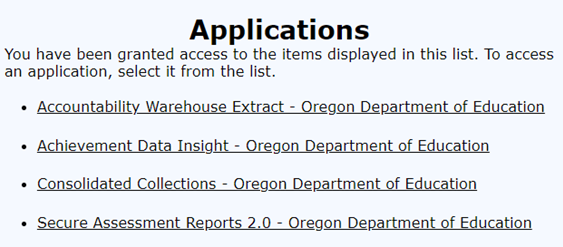 Applications
You have been granted access to the items displayed in this list. To access
an application, select it from the list.
• Accountability Warehouse Extract - Oregon Department of Education
• Achievement Data Insight - Oregon Department of Education
• Consolidated Collections - Oregon Department of Education
• Secure Assessment Reports 2.0 - Oregon Department of Education